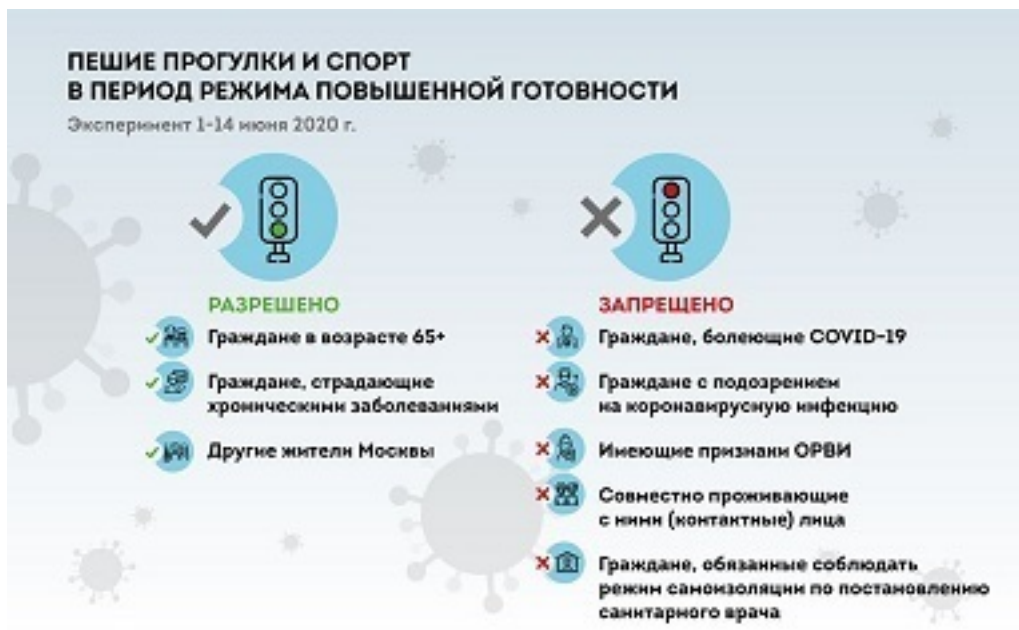 ПЕШИЕ ПРОГУЛКИ И СПОРТ
В ПЕРИОД РЕЖИМА ПОВЫШЕННОЙ ГОТОВНОСТИ
Эксперимент 1-14 июня 2020 г.
РАЗРЕШЕНО
Граждане в возрасте 65+
Граждане, страдающие
хроническими заболеваниями
Другие жители Москвы
ЗАПРЕЩЕНО
Граждане, болеющие COVID-19
Граждане с подозрением
на коронавирусную инфекцию
Имеющие признаки ОРВИ
Совместно проживающие
с ними (контактные) лица
Граждане, обязанные соблюдать
режим самоизоляции по постановлению
санитарного врача